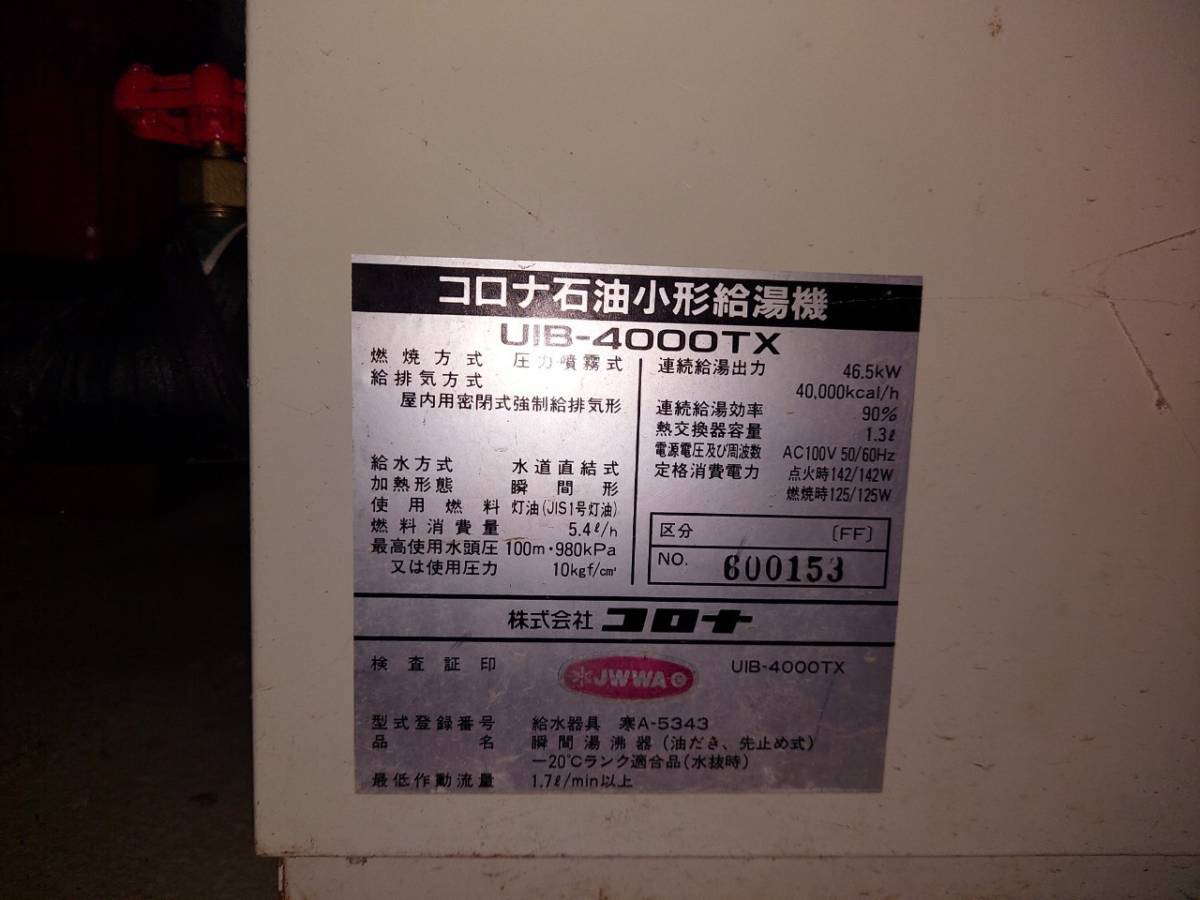 コロナ石油小形給湯機
UIB-4000TX
燃焼方式 圧力噴霧式
給排気方式
屋内用密閉式強制給排気形
給水方式 水道直結式
加熱形態 瞬間形
使用燃料 灯油(JIS1号灯油)
燃料消費量 5.4ℓ/h
最高使用水頭圧 100m・980kPa
又は使用圧力 10kgf/cm²
連続給湯出力 46.5kW
40,000kcal/h
連続給湯効率 90%
熱交換器容量 1.3ℓ
電源電圧及び周波数 AC100V 50/60Hz
定格消費電力 点火時142/142W
燃焼時125/125W
区分 〔FF〕
NO. 600153
株式会社 コロナ
検査証印 JWWA UIB-4000TX
型式登録番号 給水器具 寒A-5343
品名 瞬間湯沸器(油だき、先止め式)
-20℃ランク適合品(水抜時)
最低作動流量 1.7ℓ/min以上